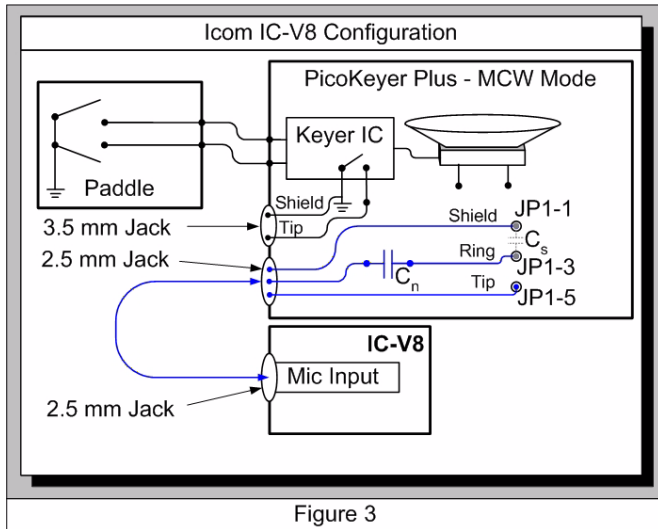 Icom IC-V8 Configuration
PicoKeyer Plus - MCW Mode
Keyer IC
Paddle
Shield
Tip
3.5 mm Jack
2.5 mm Jack
Shield
JP1-1
Cs
Ring
JP1-3
Cn
Tip
JP1-5
IC-V8
Mic Input
2.5 mm Jack
Figure 3